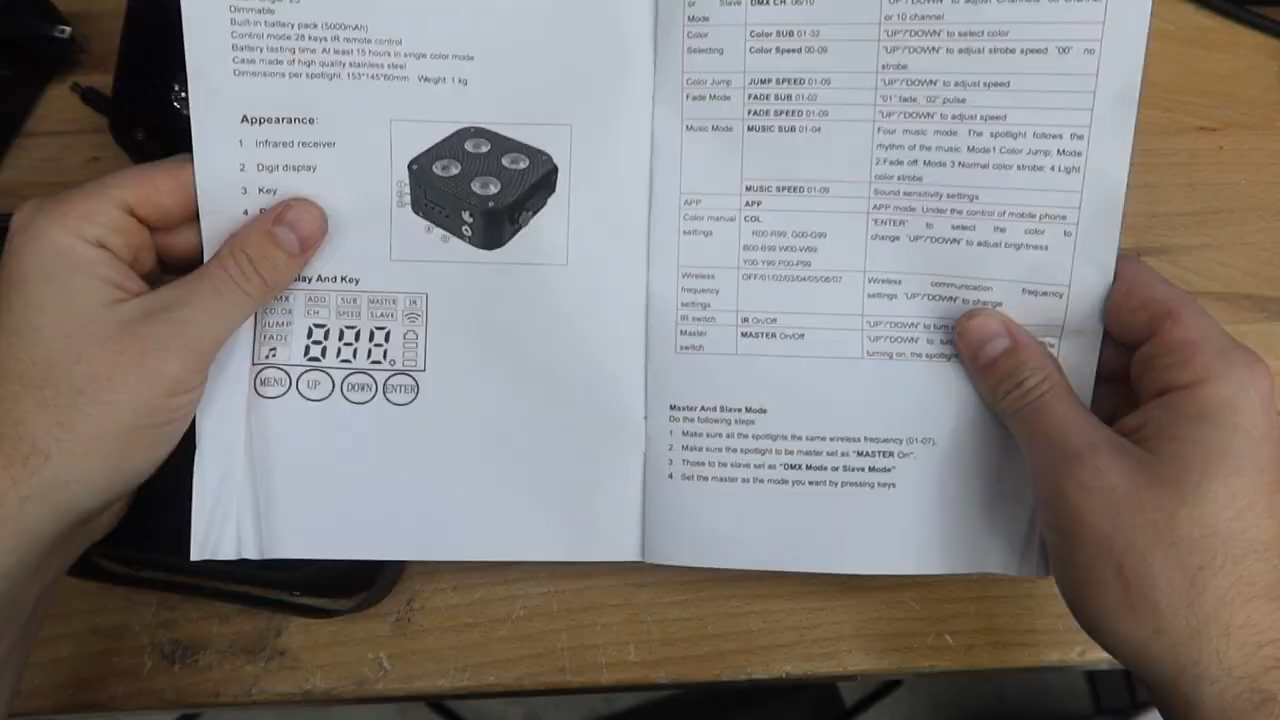 Dimmable
Built-in battery pack (5000mAh)
Control mode 28 keys IR remote control
Battery lasting time: At least 15 hours in single color mode
Case made of high quality stainless steel
Dimensions per spotlight: 153*145*60mm Weight: 1 kg
Appearance:
1. Infrared receiver
2. Digit display
3. Key
4.
lay And Key
MX ADD. SUB MASTER IR
COLOR CH SPEED SLAVE
JUMP
FADE
888.
MENU UP DOWN ENTER
or Slave Mode
DMX CH 06/10
or 10 channel
Color Selecting
Color SUB 01-32
"UP"/"DOWN" to select color
Color Speed 00-09
"UP"/"DOWN" to adjust strobe speed. "00" : no
strobe
Color Jump
JUMP SPEED 01-09
"UP"/"DOWN" to adjust speed
Fade Mode
FADE SUB 01-02
"01" fade, "02" pulse
FADE SPEED 01-09
"UP"/"DOWN" to adjust speed
Music Mode
MUSIC SUB 01-04
Four music mode. The spotlight follows the
rhythm of the music. Mode1 Color Jump; Mode
2 Fade off. Mode 3 Normal color strobe; 4 Light
color strobe
MUSIC SPEED 01-09
Sound sensitivity settings
APP
APP
APP mode: Under the control of mobile phone
Color manual
settings
COL
R00-R99, G00-G99
B00-B99 W00-W99,
Y00-Y99 P00-P99
"ENTER" to select the color to
change "UP"/"DOWN" to adjust brightness
Wireless
frequency
settings
OFF/01/02/03/04/05/06/07
Wireless communication frequency
settings. "UP"/"DOWN" to change
IR switch
IR On/Off
"UP"/"DOWN" to turn
Master
switch
MASTER On/Off
"UP"/"DOWN" to
turning on, the spotlig
Master And Slave Mode
Do the following steps:
1. Make sure all the spotlights the same wireless frequency (01-07).
2. Make sure the spotlight to be master set as "MASTER On".
3. Those to be slave set as "DMX Mode or Slave Mode"
4. Set the master as the mode you want by pressing keys